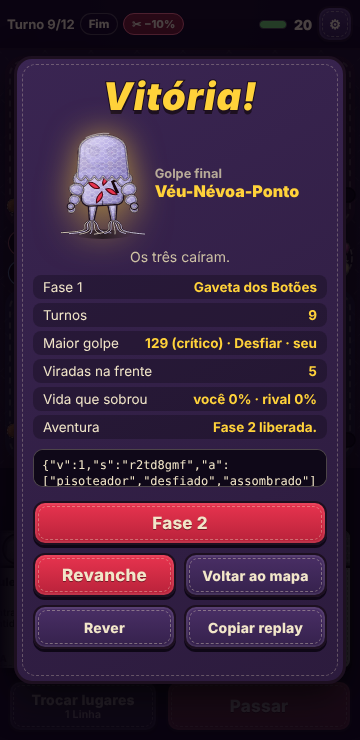 Turno 9/12 Fim ✂ −10% 20
Vitória!
Golpe final
Véu-Névoa-Ponto
Os três caíram.
Fase 1 Gaveta dos Botões
Turnos 9
Maior golpe 129 (crítico) · Desfiar · seu
Viradas na frente 5
Vida que sobrou você 0% · rival 0%
Aventura Fase 2 liberada.
{"v":1,"s":"r2td8gmf","a":
["pisoteador","desfiado","assombrado"]
Fase 2
Revanche Voltar ao mapa
Rever Copiar replay
Trocar lugares Passar
1 Linha